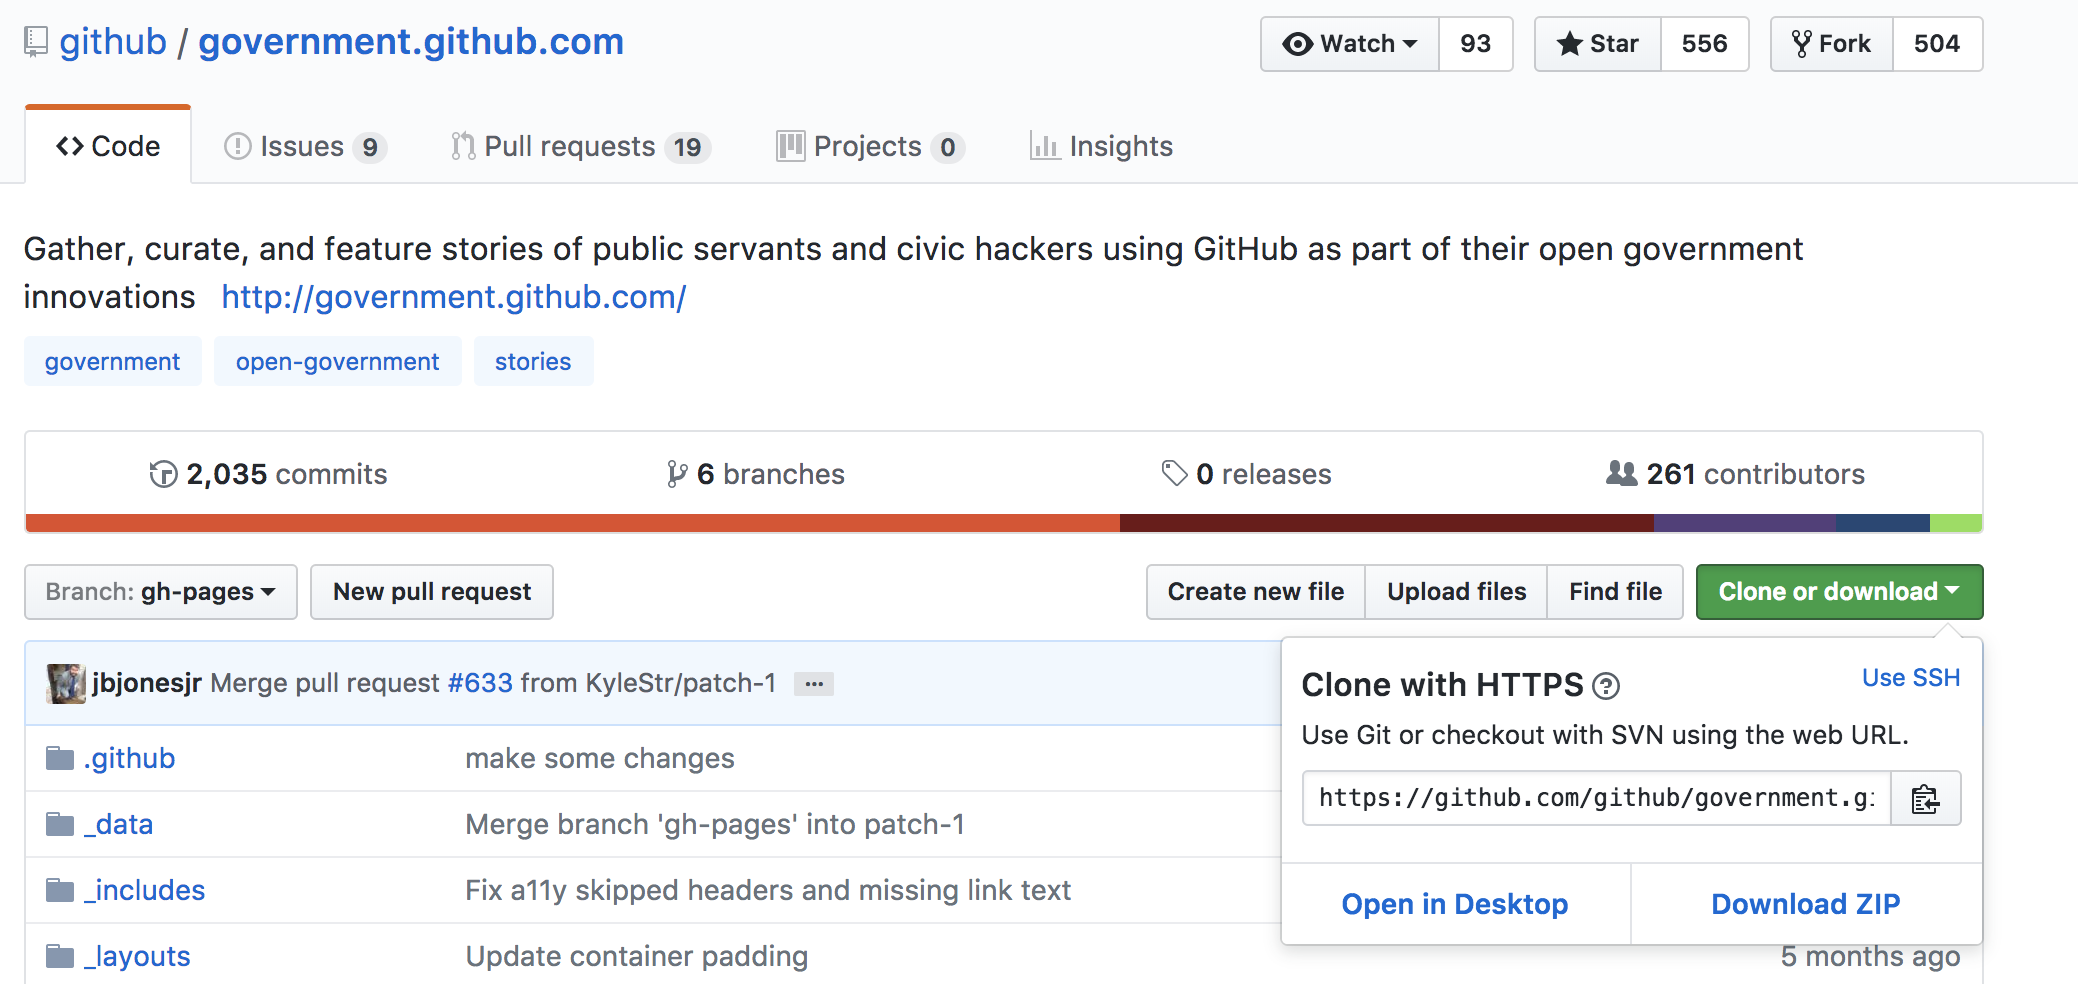 github / government.github.com
Watch 93 Star 556 Fork 504
Code Issues 9 Pull requests 19 Projects 0 Insights
Gather, curate, and feature stories of public servants and civic hackers using GitHub as part of their open government
innovations http://government.github.com/
government open-government stories
2,035 commits 6 branches 0 releases 261 contributors
Branch: gh-pages New pull request Create new file Upload files Find file Clone or download
jbjonesjr Merge pull request #633 from KyleStr/patch-1 ...
Clone with HTTPS ? Use SSH
Use Git or checkout with SVN using the web URL.
https://github.com/github/government.gi
Open in Desktop Download ZIP
.github make some changes
_data Merge branch 'gh-pages' into patch-1
_includes Fix a11y skipped headers and missing link text
_layouts Update container padding 5 months ago